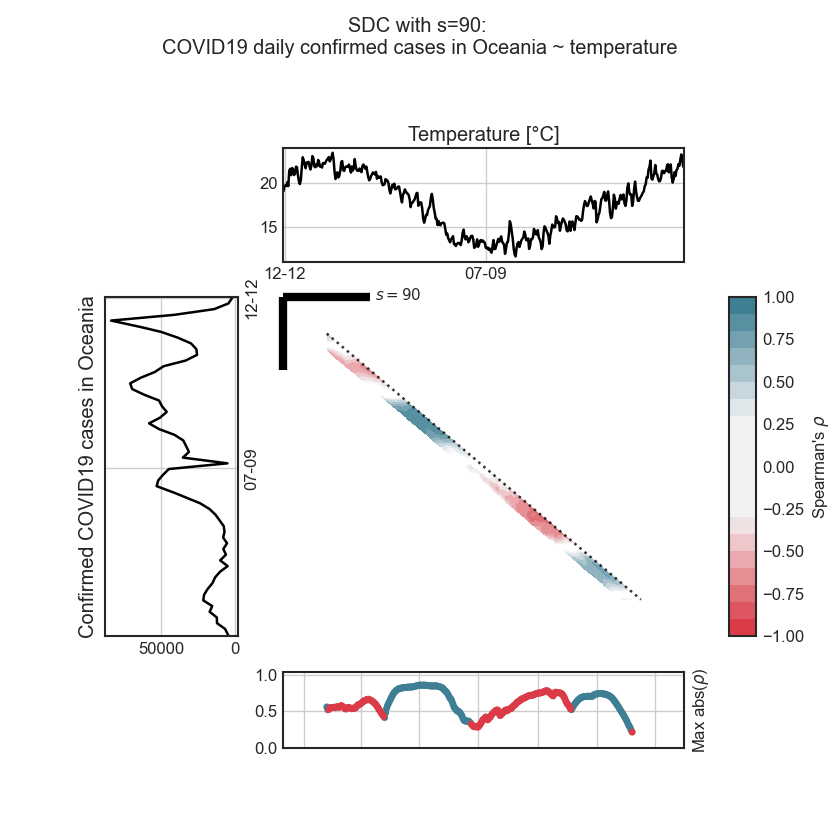 SDC with s=90:
COVID19 daily confirmed cases in Oceania ~ temperature
Temperature [°C]
20
15
12-12
07-09
Confirmed COVID19 cases in Oceania
12-12
07-09
50000
0
s = 90
1.00
0.75
0.50
0.25
0.00
−0.25
−0.50
−0.75
−1.00
Spearman's ρ
1.0
0.5
0.0
Max abs(ρ)